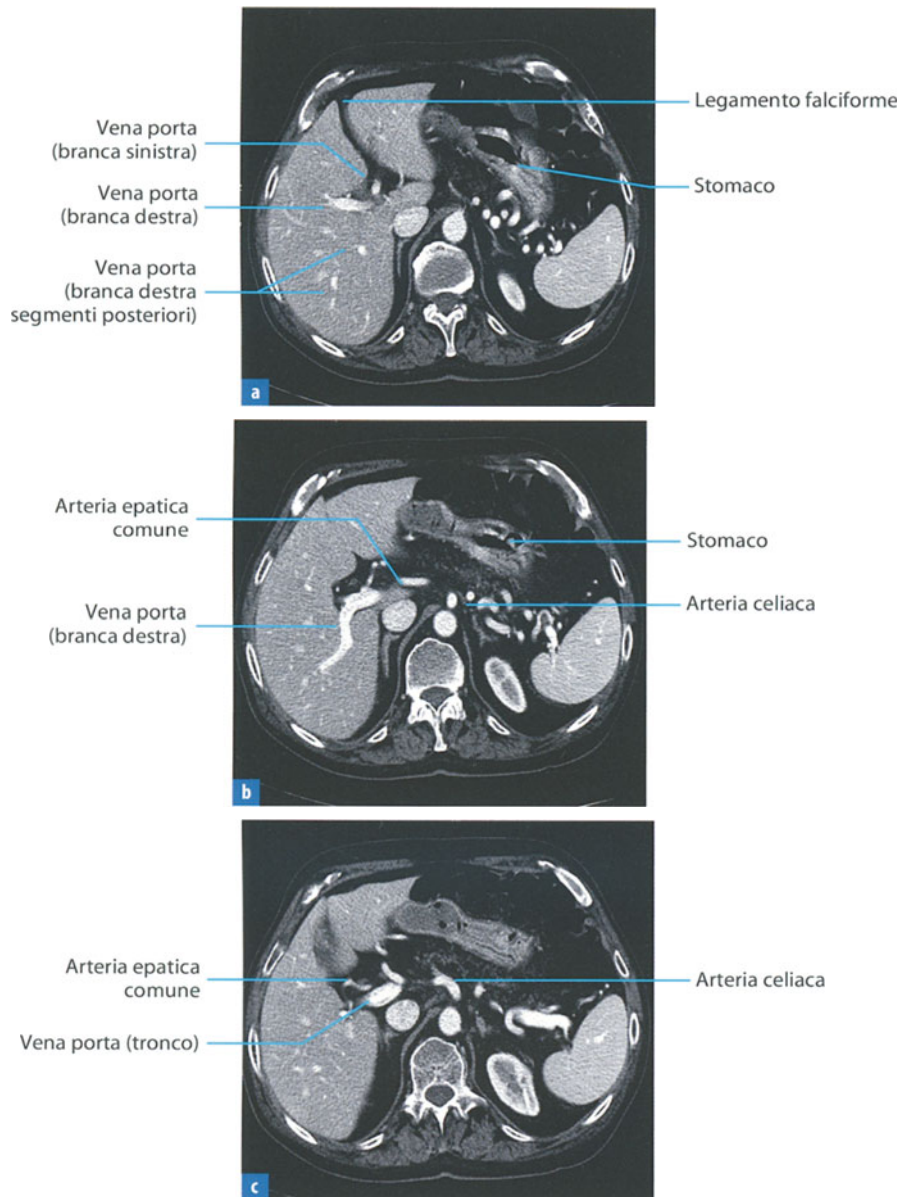 Legamento falciforme
Vena porta
(branca sinistra)
Stomaco
Vena porta
(branca destra)
Vena porta
(branca destra
segmenti posteriori)
a
Arteria epatica
comune
Stomaco
Arteria celiaca
Vena porta
(branca destra)
b
Arteria epatica
comune
Arteria celiaca
Vena porta (tronco)
c